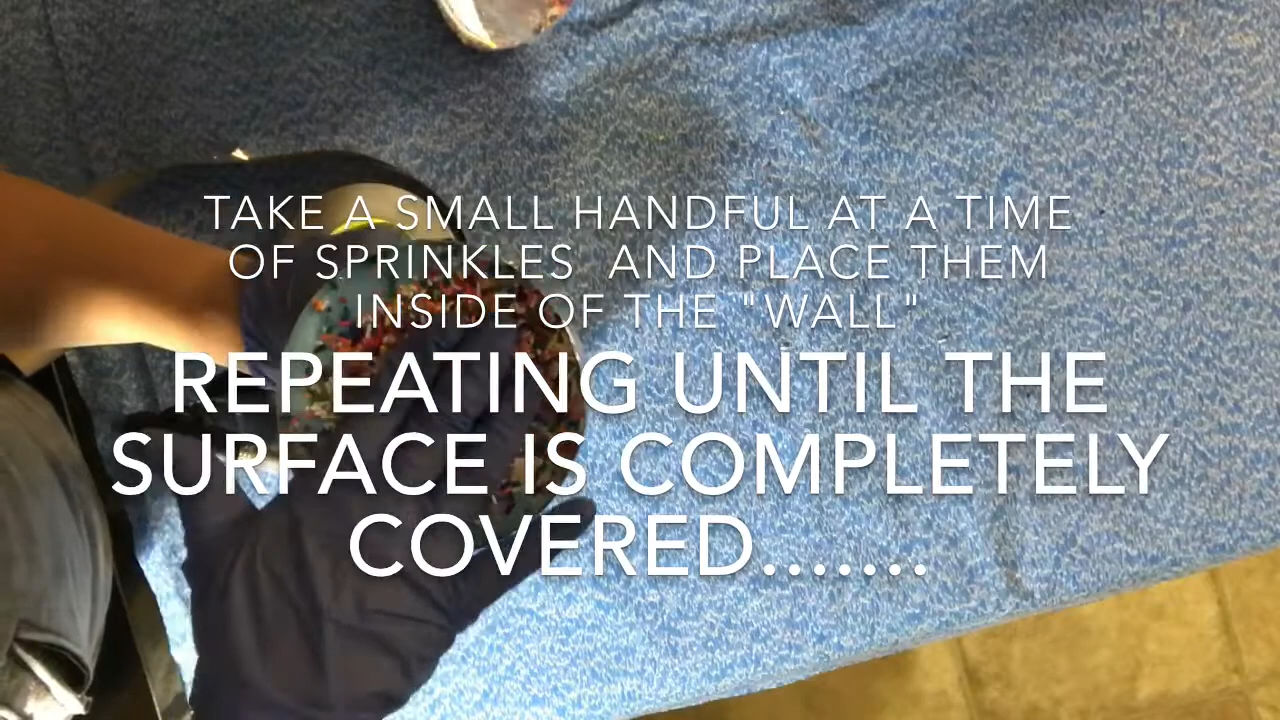 TAKE A SMALL HANDFUL AT A TIME
OF SPRINKLES  AND PLACE THEM
INSIDE OF THE "WALL"
REPEATING UNTIL THE
SURFACE IS COMPLETELY
COVERED.......